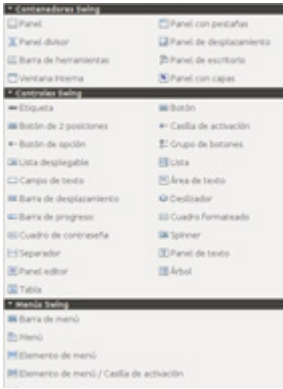 Contenedores Swing
Panel
Panel con pestañas
Panel divisor
Panel de desplazamiento
Barra de herramientas
Panel de escritorio
Ventana Interna
Panel con capas
Controles Swing
Etiqueta
Botón
Botón de 2 posiciones
Casilla de activación
Botón de opción
Grupo de botones
Lista desplegable
Lista
Campo de texto
Área de texto
Barra de desplazamiento
Deslizador
Barra de progreso
Cuadro formateado
Cuadro de contraseña
Spinner
Separador
Panel de texto
Panel editor
Árbol
Tabla
Menús Swing
Barra de menú
Menú
Elemento de menú
Elemento de menú / Casilla de activación